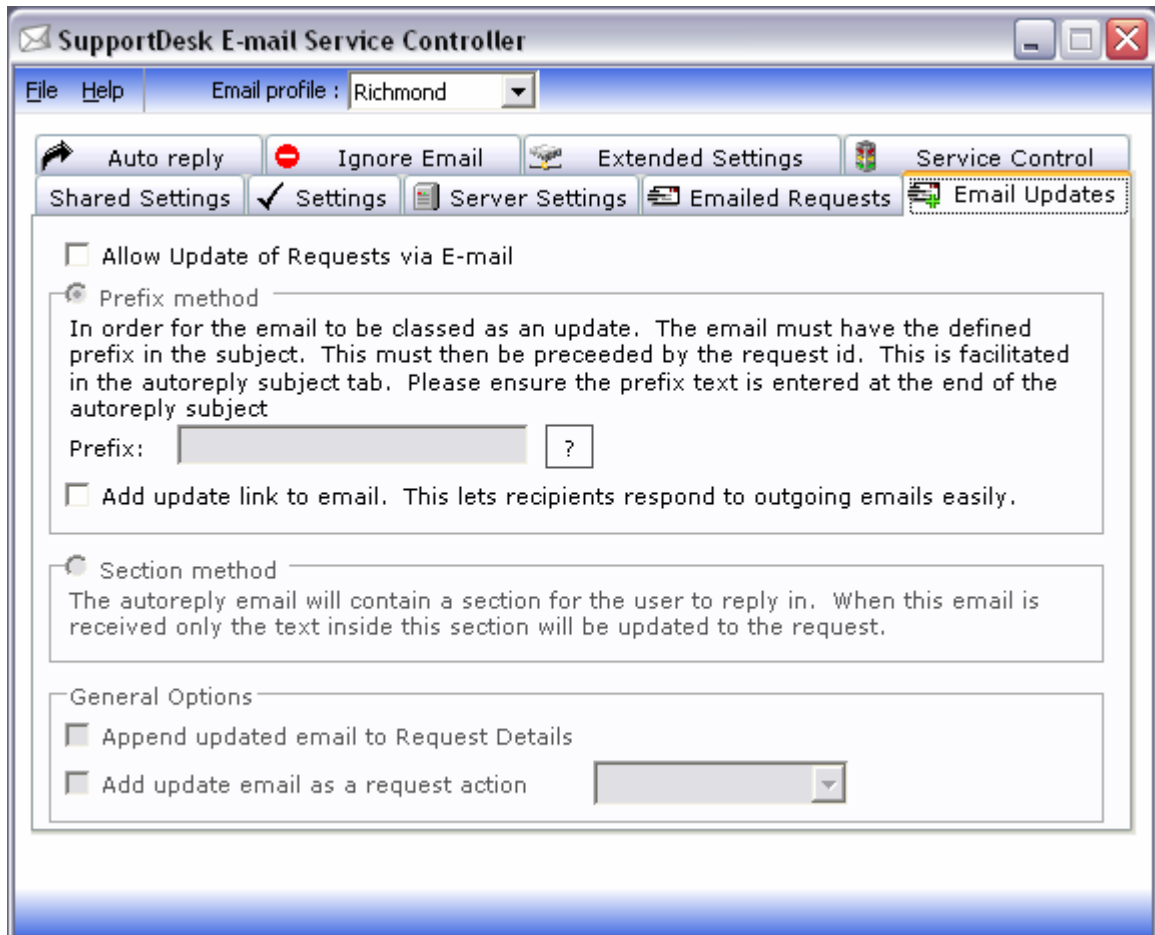 SupportDesk E-mail Service Controller
File Help Email profile : Richmond
Auto reply Ignore Email Extended Settings Service Control
Shared Settings Settings Server Settings Emailed Requests Email Updates
Allow Update of Requests via E-mail
Prefix method
In order for the email to be classed as an update. The email must have the defined
prefix in the subject. This must then be preceeded by the request id. This is facilitated
in the autoreply subject tab. Please ensure the prefix text is entered at the end of the
autoreply subject
Prefix: ?
Add update link to email. This lets recipients respond to outgoing emails easily.
Section method
The autoreply email will contain a section for the user to reply in. When this email is
received only the text inside this section will be updated to the request.
General Options
Append updated email to Request Details
Add update email as a request action